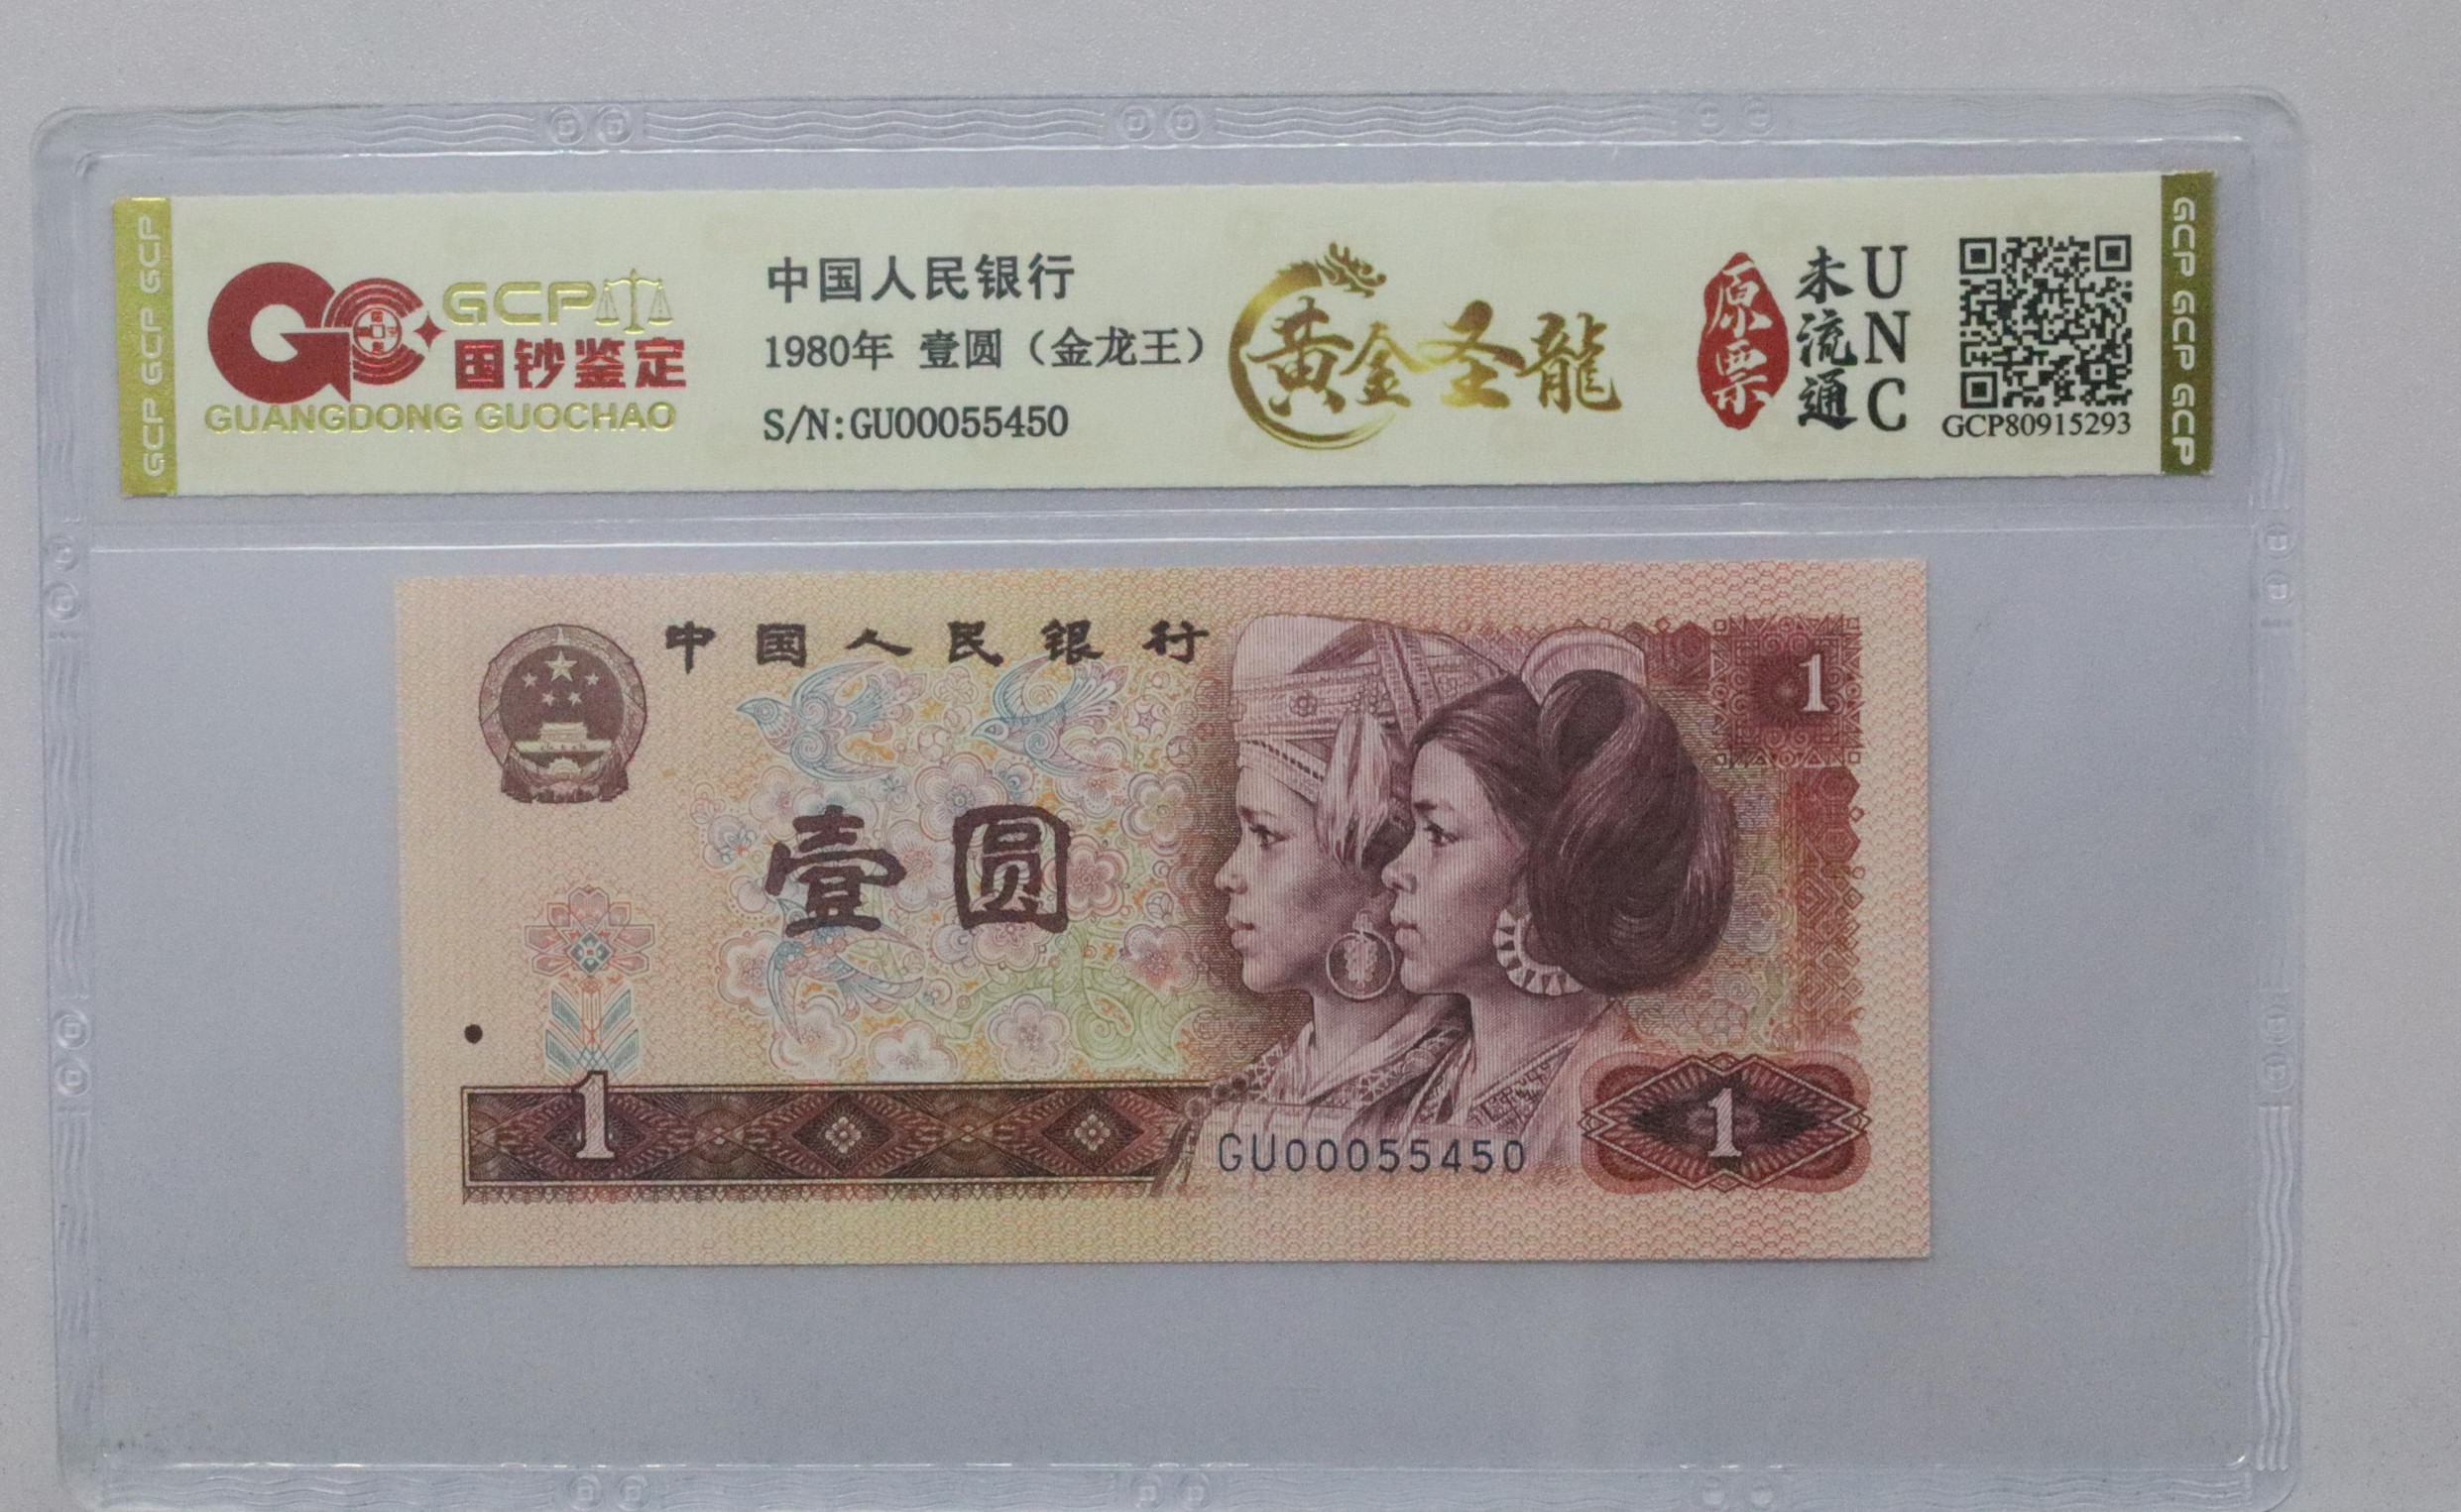 GCP GCP GCP
GCP
国钞鉴定
GUANGDONG GUOCHAO
中国人民银行
1980年 壹圆（金龙王）
S/N:GU00055450
黄金圣龍
原票
未流通
UNC
GCP80915293
GCP GCP GCP
中国人民银行
1
壹圆
1
GU00055450
1